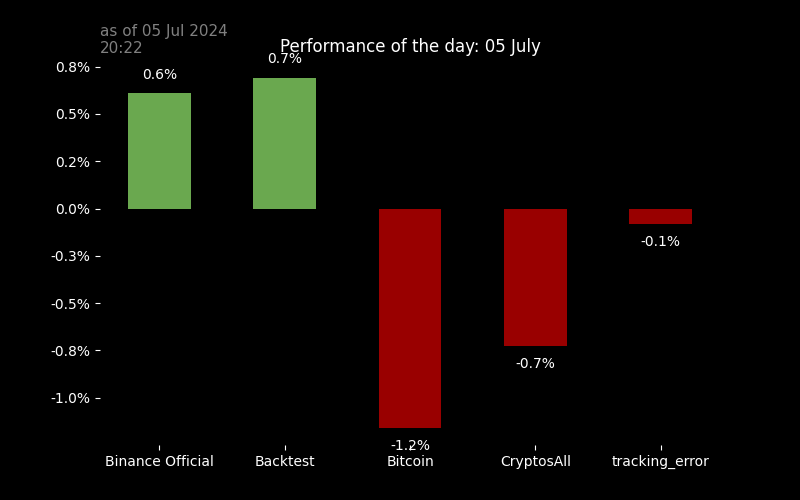 as of 05 Jul 2024
20:22
Performance of the day: 05 July
0.8%
0.5%
0.2%
0.0%
-0.3%
-0.5%
-0.8%
-1.0%
0.6%
0.7%
-1.2%
-0.7%
-0.1%
Binance Official
Backtest
Bitcoin
CryptosAll
tracking_error